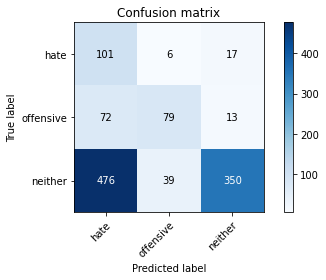 Confusion matrix
hate 101 6 17
offensive 72 79 13
neither 476 39 350
hate offensive neither
True label
Predicted label
400
300
200
100